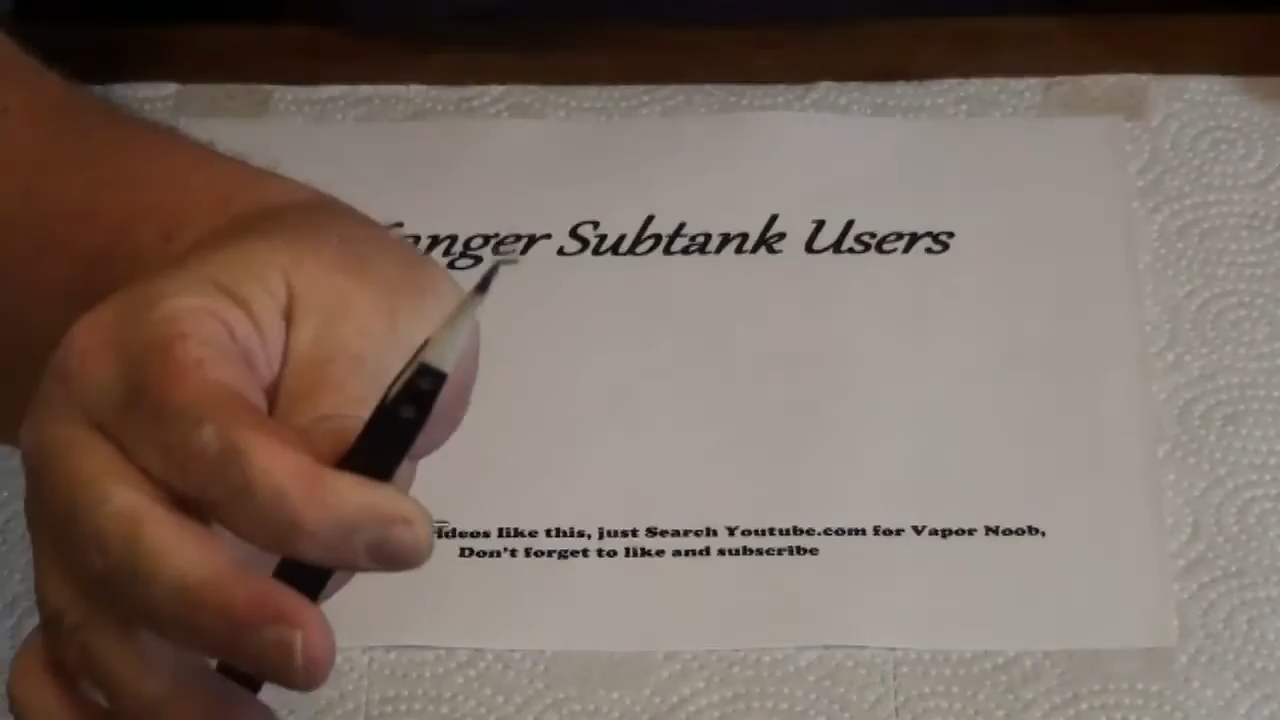 anger Subtank Users
ideos like this, just Search Youtube.com for Vapor Noob,
Don't forget to like and subscribe